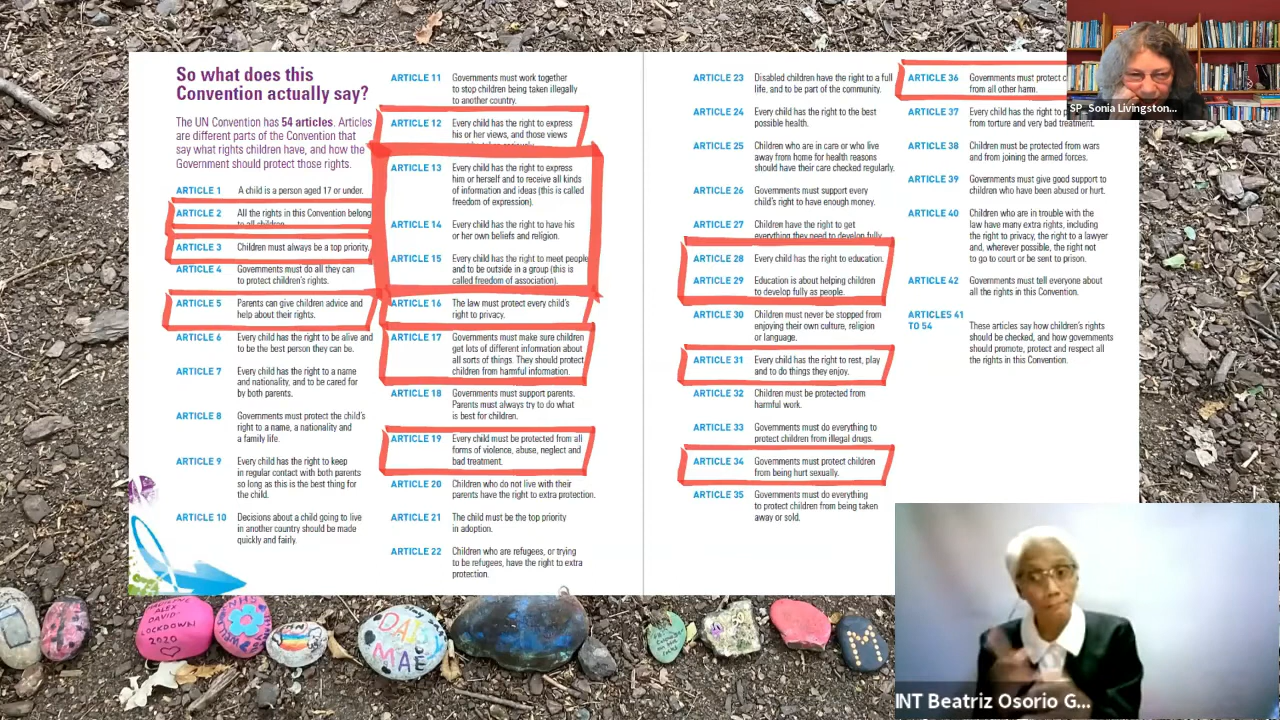 So what does this
Convention actually say?
The UN Convention has 54 articles. Articles
are different parts of the Convention that
say what rights children have, and how the
Government should protect those rights.
ARTICLE 1 A child is a person aged 17 or under.
ARTICLE 2 All the rights in this Convention belong
to all children.
ARTICLE 3 Children must always be a top priority.
ARTICLE 4 Governments must do all they can
to protect children's rights.
ARTICLE 5 Parents can give children advice and
help about their rights.
ARTICLE 6 Every child has the right to be alive and
to be the best person they can be.
ARTICLE 7 Every child has the right to a name
and nationality, and to be cared for
by both parents.
ARTICLE 8 Governments must protect the child's
right to a name, a nationality and
a family life.
ARTICLE 9 Every child has the right to keep
in regular contact with both parents
so long as this is the best thing for
the child.
ARTICLE 10 Decisions about a child going to live
in another country should be made
quickly and fairly.
ARTICLE 11 Governments must work together
to stop children being taken illegally
to another country.
ARTICLE 12 Every child has the right to express
his or her views, and those views
ARTICLE 13 Every child has the right to express
him or herself and to receive all kinds
of information and ideas (this is called
freedom of expression).
ARTICLE 14 Every child has the right to have his
or her own beliefs and religion.
ARTICLE 15 Every child has the right to meet people
and to be outside in a group (this is
called freedom of association).
ARTICLE 16 The law must protect every child's
right to privacy.
ARTICLE 17 Governments must make sure children
get lots of different information about
all sorts of things. They should protect
children from harmful information.
ARTICLE 18 Governments must support parents.
Parents must always try to do what
is best for children.
ARTICLE 19 Every child must be protected from all
forms of violence, abuse, neglect and
bad treatment.
ARTICLE 20 Children who do not live with their
parents have the right to extra protection.
ARTICLE 21 The child must be the top priority
in adoption.
ARTICLE 22 Children who are refugees, or trying
to be refugees, have the right to extra
protection.
ARTICLE 23 Disabled children have the right to a full
life, and to be part of the community.
ARTICLE 24 Every child has the right to the best
possible health.
ARTICLE 25 Children who are in care or who live
away from home for health reasons
should have their care checked regularly.
ARTICLE 26 Governments must support every
child's right to have enough money.
ARTICLE 27 Children have the right to get
everything they need to develop fully
ARTICLE 28 Every child has the right to education.
ARTICLE 29 Education is about helping children
to develop fully as people.
ARTICLE 30 Children must never be stopped from
enjoying their own culture, religion
or language.
ARTICLE 31 Every child has the right to rest, play
and to do things they enjoy.
ARTICLE 32 Children must be protected from
harmful work.
ARTICLE 33 Governments must do everything to
protect children from illegal drugs.
ARTICLE 34 Governments must protect children
from being hurt sexually.
ARTICLE 35 Governments must do everything
to protect children from being taken
away or sold.
ARTICLE 36 Governments must protect
from all other harm.
ARTICLE 37 Every child has the right to
from torture and very bad treatment.
ARTICLE 38 Children must be protected from wars
and from joining the armed forces.
ARTICLE 39 Governments must give good support to
children who have been abused or hurt.
ARTICLE 40 Children who are in trouble with the
law have many extra rights, including
the right to privacy, the right to a lawyer
and, wherever possible, the right not
to go to court or be sent to prison.
ARTICLE 42 Governments must tell everyone about
all the rights in this Convention.
ARTICLES 41
TO 54 These articles say how children's rights
should be checked, and how governments
should promote, protect and respect all
the rights in this Convention.
SP_Sonia Livingston...
INT Beatriz Osorio G...
ALEX
DAVID
LOCKDOWN
2020
NHS
MAE
M